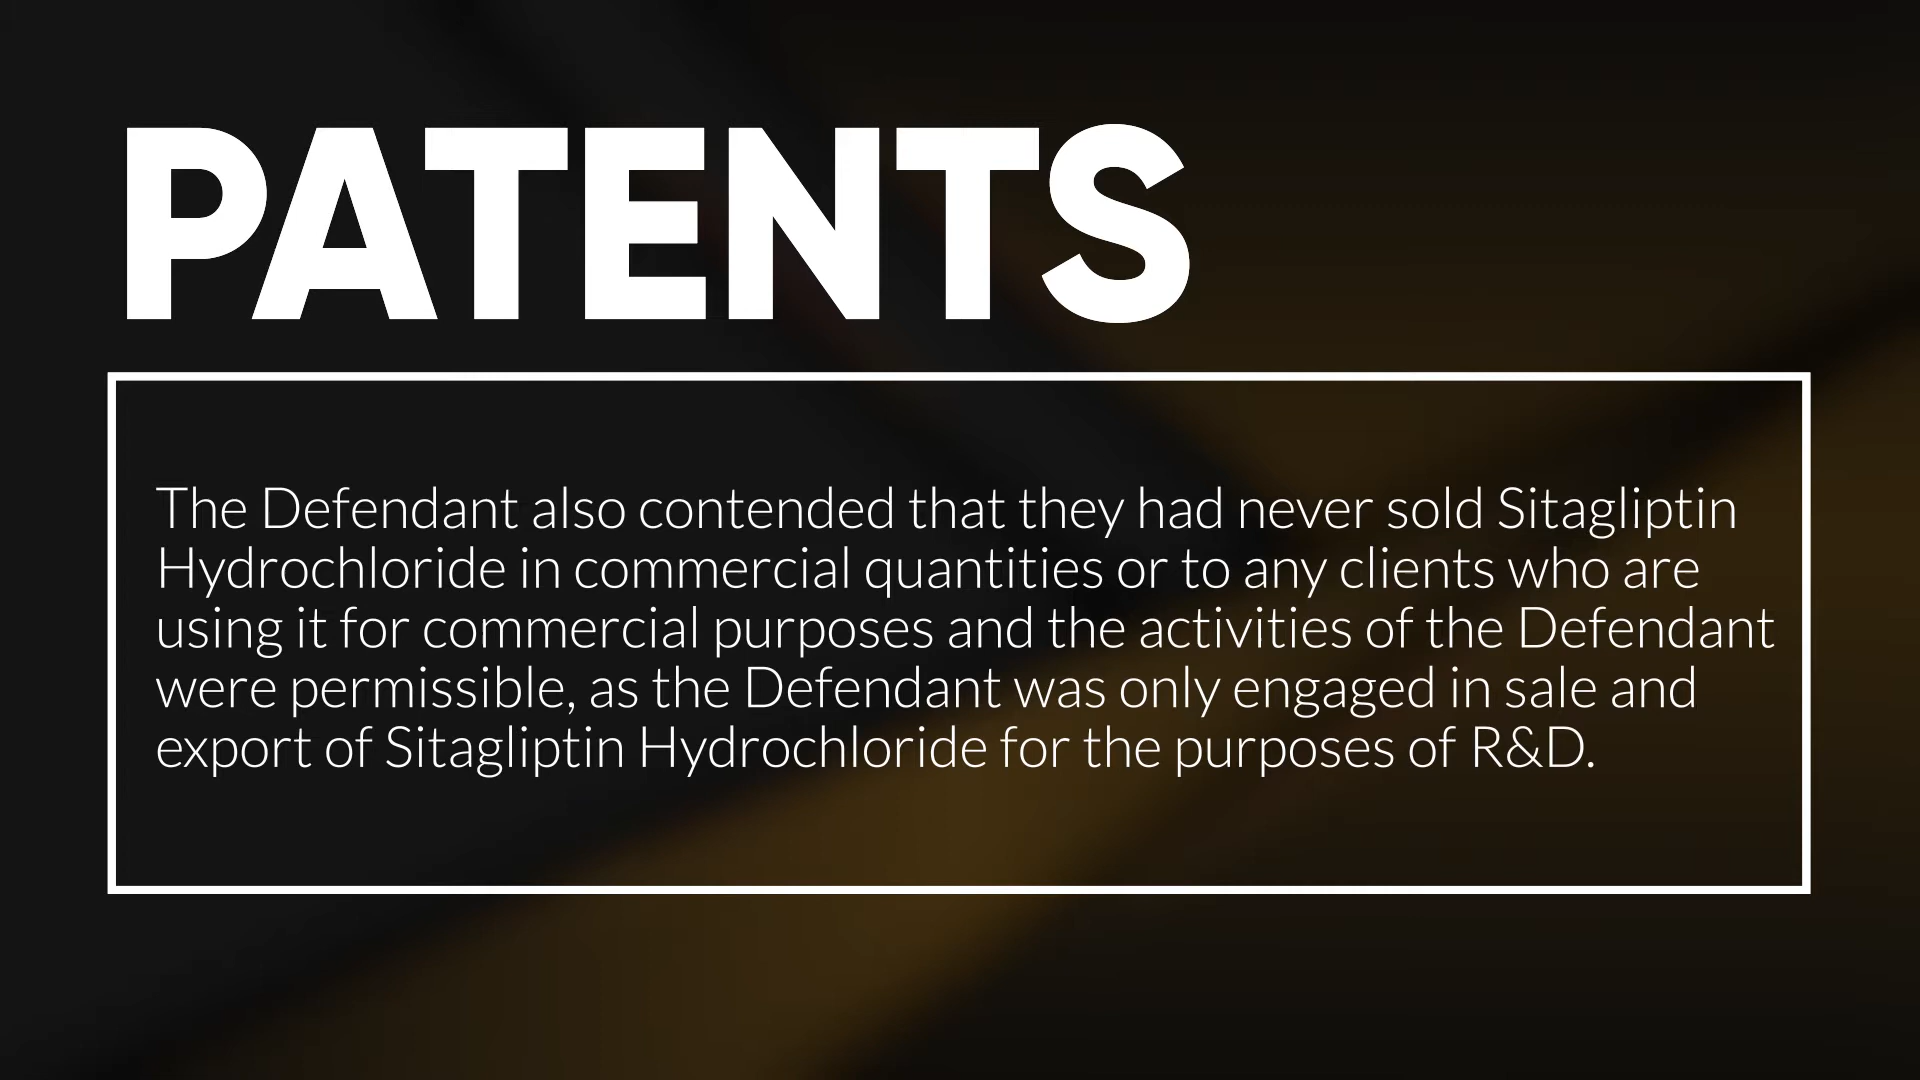 PATENTS
The Defendant also contended that they had never sold Sitagliptin
Hydrochloride in commercial quantities or to any clients who are
using it for commercial purposes and the activities of the Defendant
were permissible, as the Defendant was only engaged in sale and
export of Sitagliptin Hydrochloride for the purposes of R&D.